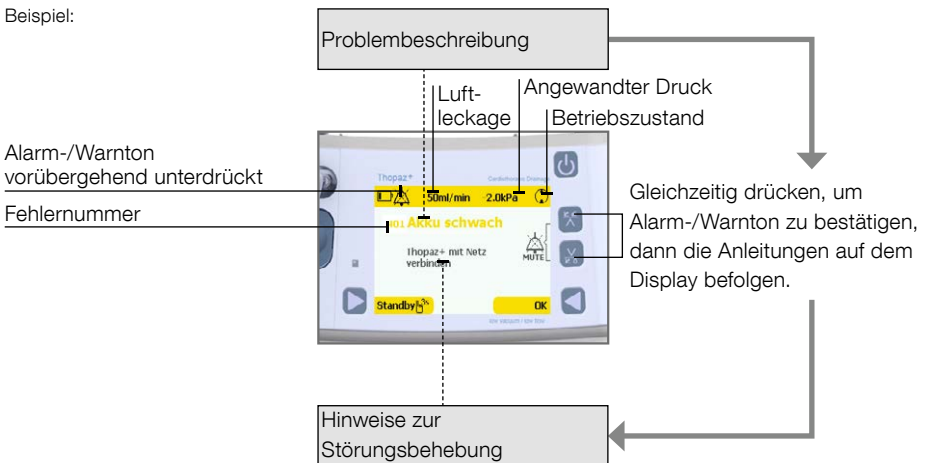 Beispiel:
Problembeschreibung
Luft-
leckage
Angewandter Druck
Betriebszustand
Alarm-/Warnton
vorübergehend unterdrückt
Fehlernummer
Thopaz+
50ml/min -2.0kPa
Akku schwach
Thopaz+ mit Netz
verbinden
MUTE
Standby 3s
OK
Gleichzeitig drücken, um
Alarm-/Warnton zu bestätigen,
dann die Anleitungen auf dem
Display befolgen.
Hinweise zur
Störungsbehebung